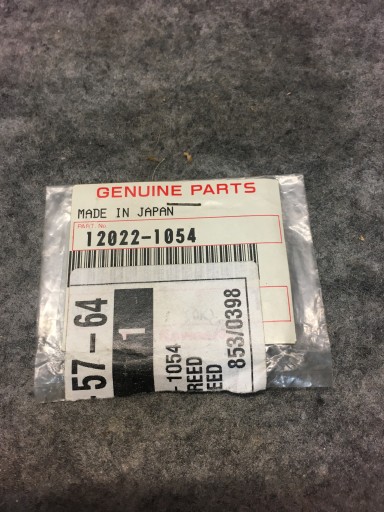 GENUINE PARTS
MADE IN JAPAN
PART No.
12022-1054
-57-64
1
-1054
REED
EED
853/0398